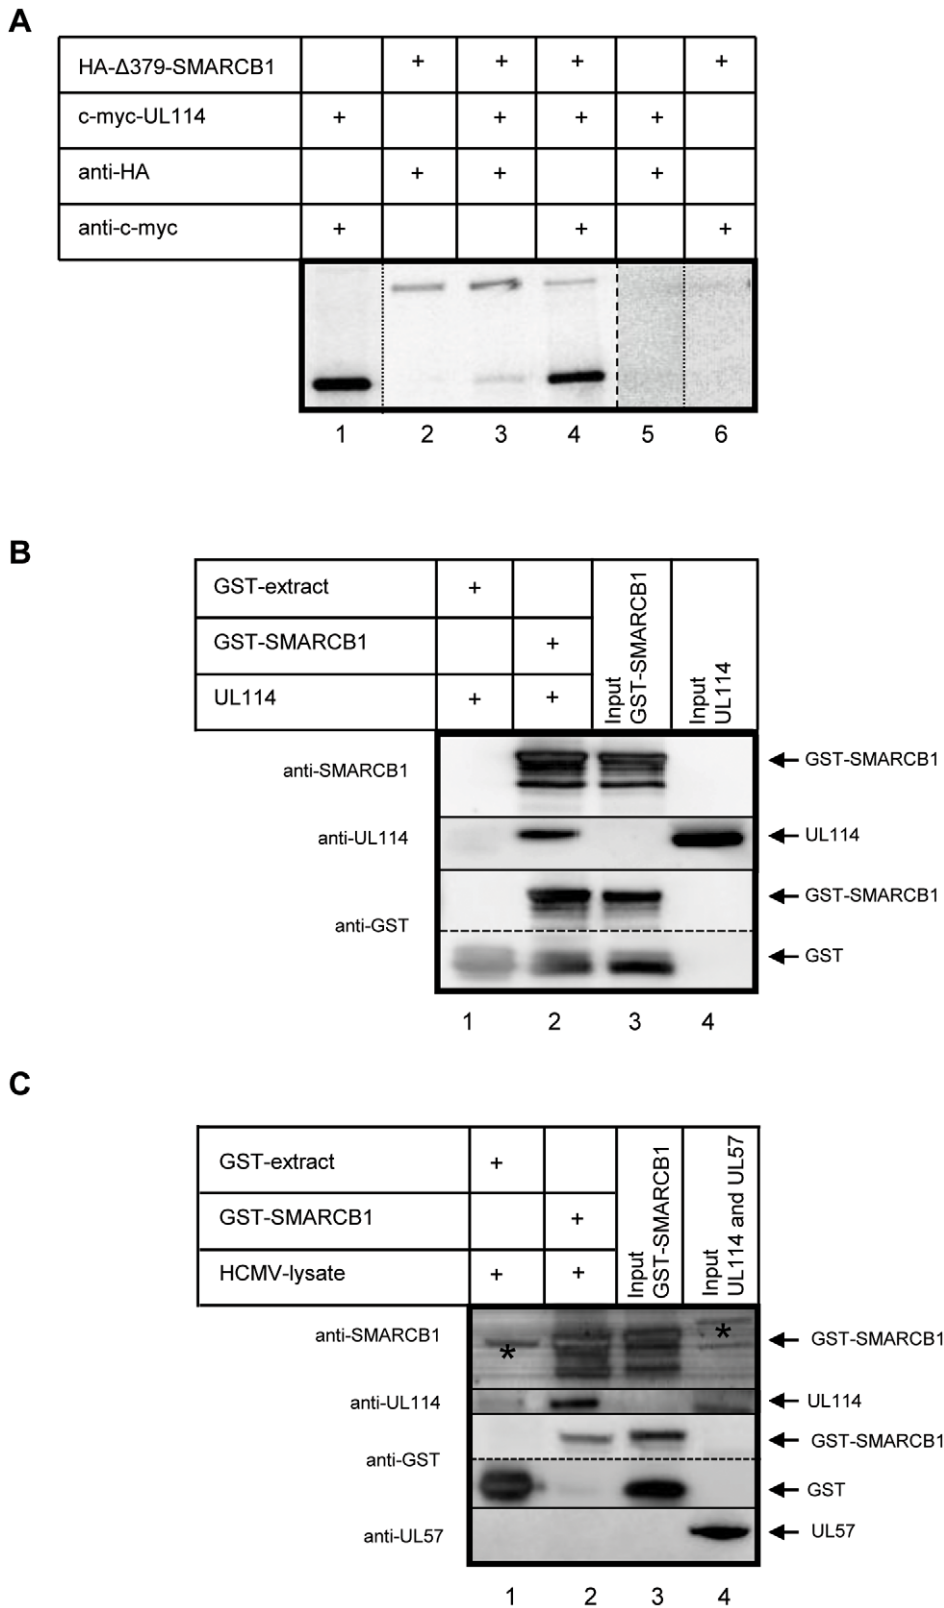 A
HA-Δ379-SMARCB1 + + + +
c-myc-UL114 + + + +
anti-HA + + +
anti-c-myc + + +
1 2 3 4 5 6
B
GST-extract +
GST-SMARCB1 +
UL114 + +
Input
GST-SMARCB1
Input
UL114
anti-SMARCB1
GST-SMARCB1
anti-UL114
UL114
anti-GST
GST-SMARCB1
GST
1 2 3 4
C
GST-extract +
GST-SMARCB1 +
HCMV-lysate + +
Input
GST-SMARCB1
Input
UL114 and UL57
anti-SMARCB1 * *
GST-SMARCB1
anti-UL114
UL114
anti-GST
GST-SMARCB1
GST
anti-UL57
UL57
1 2 3 4